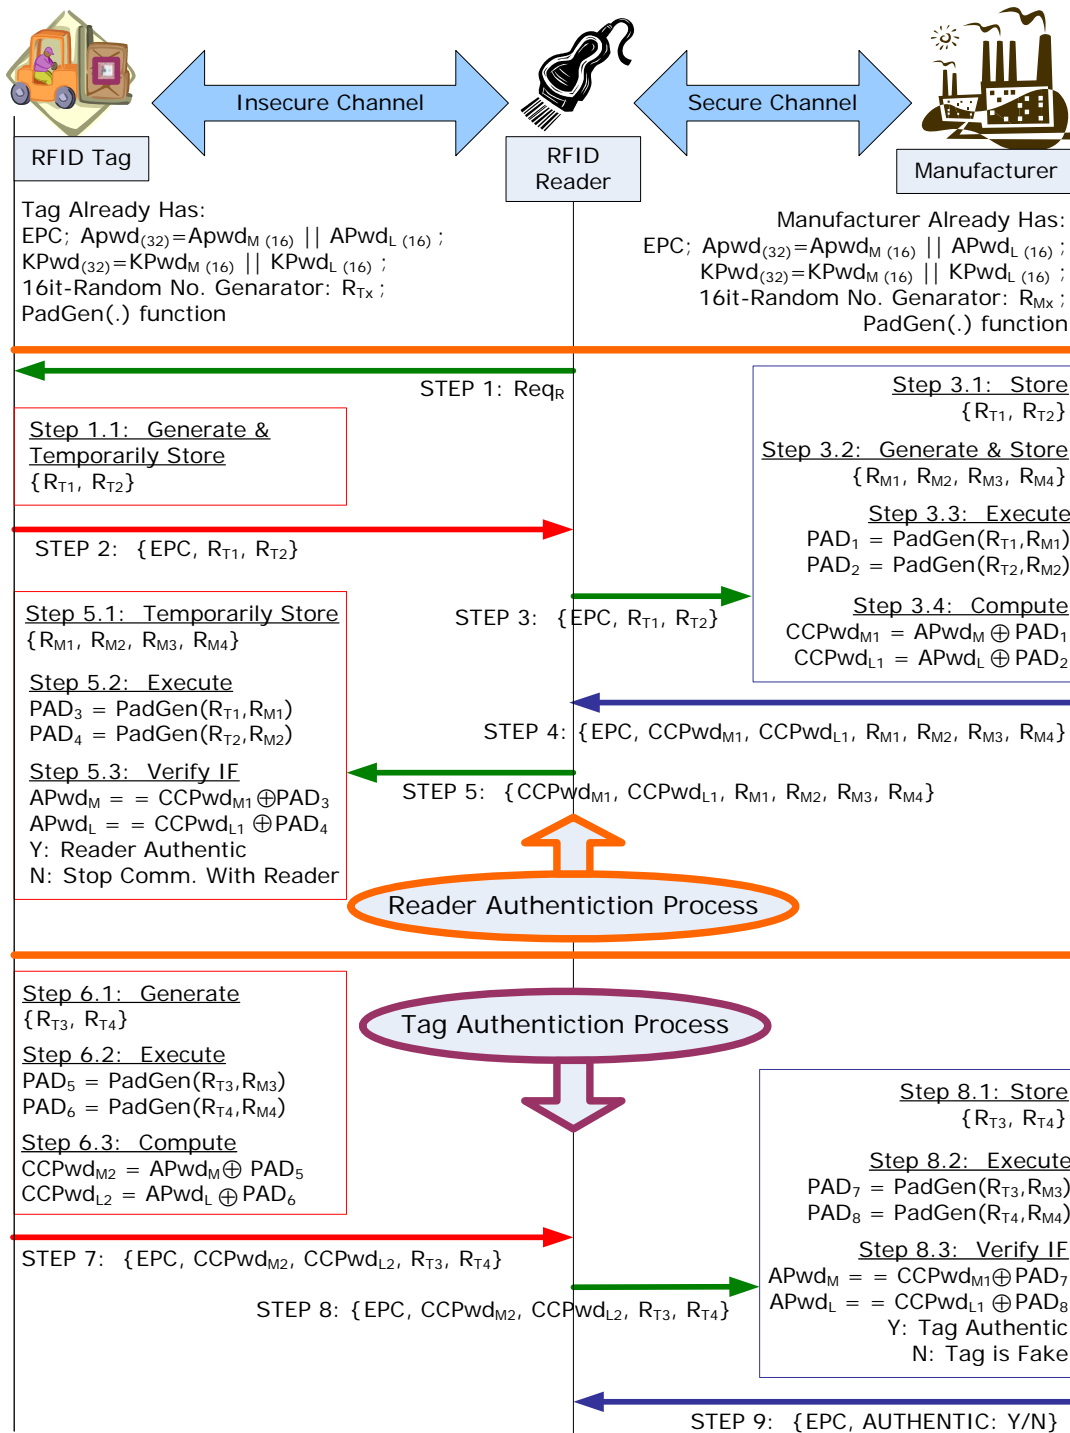 Insecure Channel
Secure Channel
RFID Tag
RFID
Reader
Manufacturer
Tag Already Has:
EPC; Apwd(32)=ApwdM (16) || APwdL (16) ;
KPwd(32)=KPwdM (16) || KPwdL (16) ;
16it-Random No. Genarator: RTx ;
PadGen(.) function
Manufacturer Already Has:
EPC; Apwd(32)=ApwdM (16) || APwdL (16) ;
KPwd(32)=KPwdM (16) || KPwdL (16) ;
16it-Random No. Genarator: RMx ;
PadGen(.) function
STEP 1: ReqR
Step 1.1: Generate &
Temporarily Store
{RT1, RT2}
STEP 2: {EPC, RT1, RT2}
STEP 3: {EPC, RT1, RT2}
Step 3.1: Store
{RT1, RT2}
Step 3.2: Generate & Store
{RM1, RM2, RM3, RM4}
Step 3.3: Execute
PAD1 = PadGen(RT1,RM1)
PAD2 = PadGen(RT2,RM2)
Step 3.4: Compute
CCPwdM1 = APwdM ⊕ PAD1
CCPwdL1 = APwdL ⊕ PAD2
STEP 4: {EPC, CCPwdM1, CCPwdL1, RM1, RM2, RM3, RM4}
STEP 5: {CCPwdM1, CCPwdL1, RM1, RM2, RM3, RM4}
Step 5.1: Temporarily Store
{RM1, RM2, RM3, RM4}
Step 5.2: Execute
PAD3 = PadGen(RT1,RM1)
PAD4 = PadGen(RT2,RM2)
Step 5.3: Verify IF
APwdM = = CCPwdM1 ⊕PAD3
APwdL = = CCPwdL1 ⊕PAD4
Y: Reader Authentic
N: Stop Comm. With Reader
Reader Authentiction Process
Tag Authentiction Process
Step 6.1: Generate
{RT3, RT4}
Step 6.2: Execute
PAD5 = PadGen(RT3,RM3)
PAD6 = PadGen(RT4,RM4)
Step 6.3: Compute
CCPwdM2 = APwdM ⊕ PAD5
CCPwdL2 = APwdL ⊕ PAD6
STEP 7: {EPC, CCPwdM2, CCPwdL2, RT3, RT4}
STEP 8: {EPC, CCPwdM2, CCPwdL2, RT3, RT4}
Step 8.1: Store
{RT3, RT4}
Step 8.2: Execute
PAD7 = PadGen(RT3,RM3)
PAD8 = PadGen(RT4,RM4)
Step 8.3: Verify IF
APwdM = = CCPwdM1⊕PAD7
APwdL = = CCPwdL1 ⊕PAD8
Y: Tag Authentic
N: Tag is Fake
STEP 9: {EPC, AUTHENTIC: Y/N}